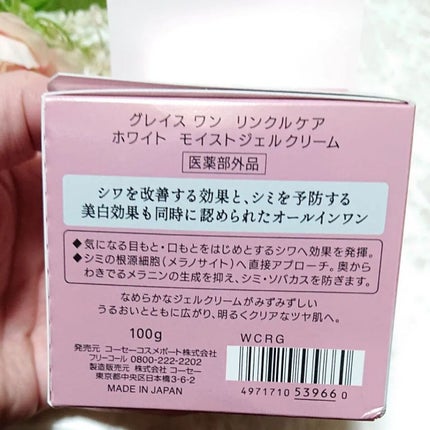 グレイス ワン リンクルケア
ホワイト モイストジェルクリーム
医薬部外品
シワを改善する効果と、シミを予防する
美白効果も同時に認められたオールインワン
◆気になる目もと・口もとをはじめとするシワへ効果を発揮。
◆シミの根源細胞(メラノサイト)へ直接アプローチ。奥から
わきでるメラニンの生成を抑え、シミ・ソバカスを防ぎます。
なめらかなジェルクリームがみずみずしい
うるおいとともに広がり、明るくクリアなツヤ肌へ。
100g
WCRG
発売元 コーセーコスメポート株式会社
フリーコール 0800-222-2202
製造販売元 株式会社 コーセー
東京都中央区日本橋3-6-2
MADE IN JAPAN
4971710 539660